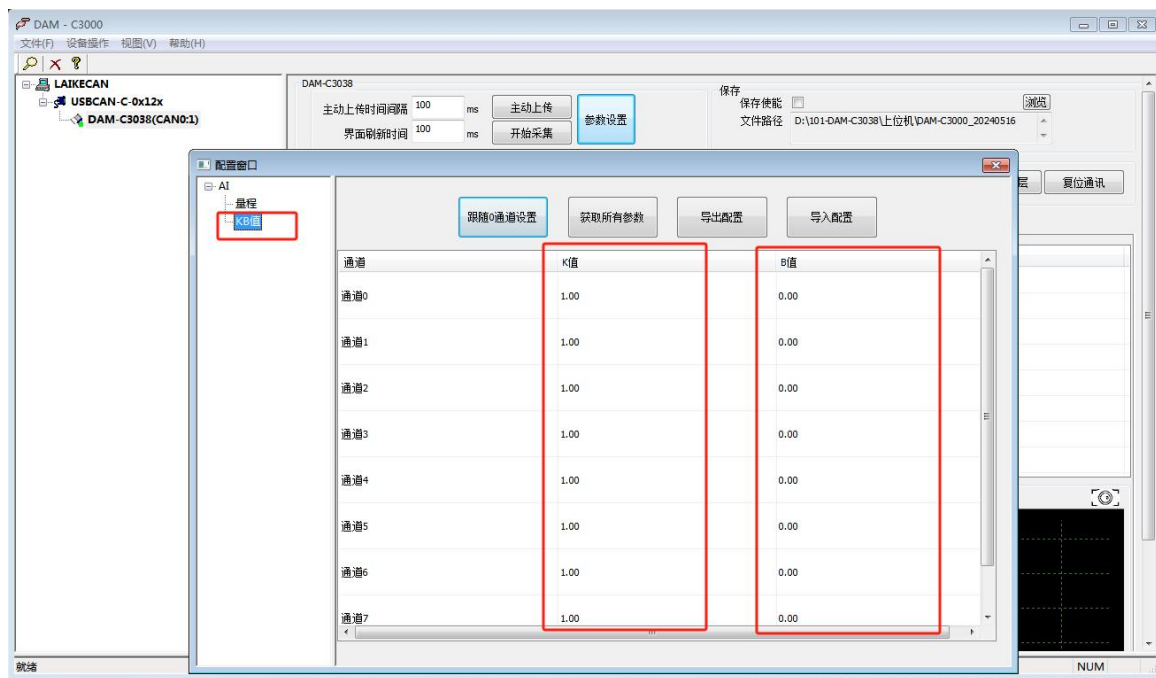 DAM - C3000
文件(F) 设备操作 视图(V) 帮助(H)
LAIKECAN
USBCAN-C-0x12x
DAM-C3038(CAN0:1)
DAM-C3038
主动上传时间间隔 100 ms 主动上传
界面刷新时间 100 ms 开始采集
参数设置
保存
保存使能 浏览
文件路径 D:\101-DAM-C3038\上位机\DAM-C3000_20240516
层 复位通讯
配置窗口
AI
量程
KB值
跟随0通道设置 获取所有参数 导出配置 导入配置
通道 K值 B值
通道0 1.00 0.00
通道1 1.00 0.00
通道2 1.00 0.00
通道3 1.00 0.00
通道4 1.00 0.00
通道5 1.00 0.00
通道6 1.00 0.00
通道7 1.00 0.00
就绪 NUM